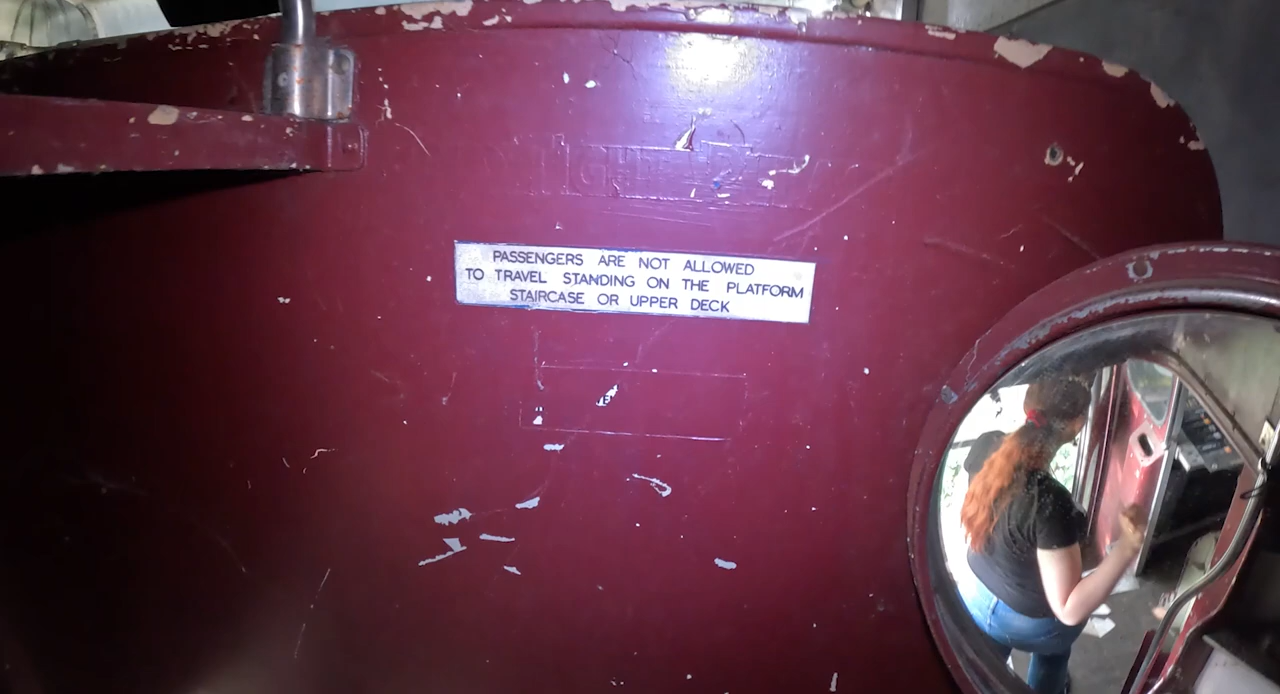 PASSENGERS ARE NOT ALLOWED
TO TRAVEL STANDING ON THE PLATFORM
STAIRCASE OR UPPER DECK